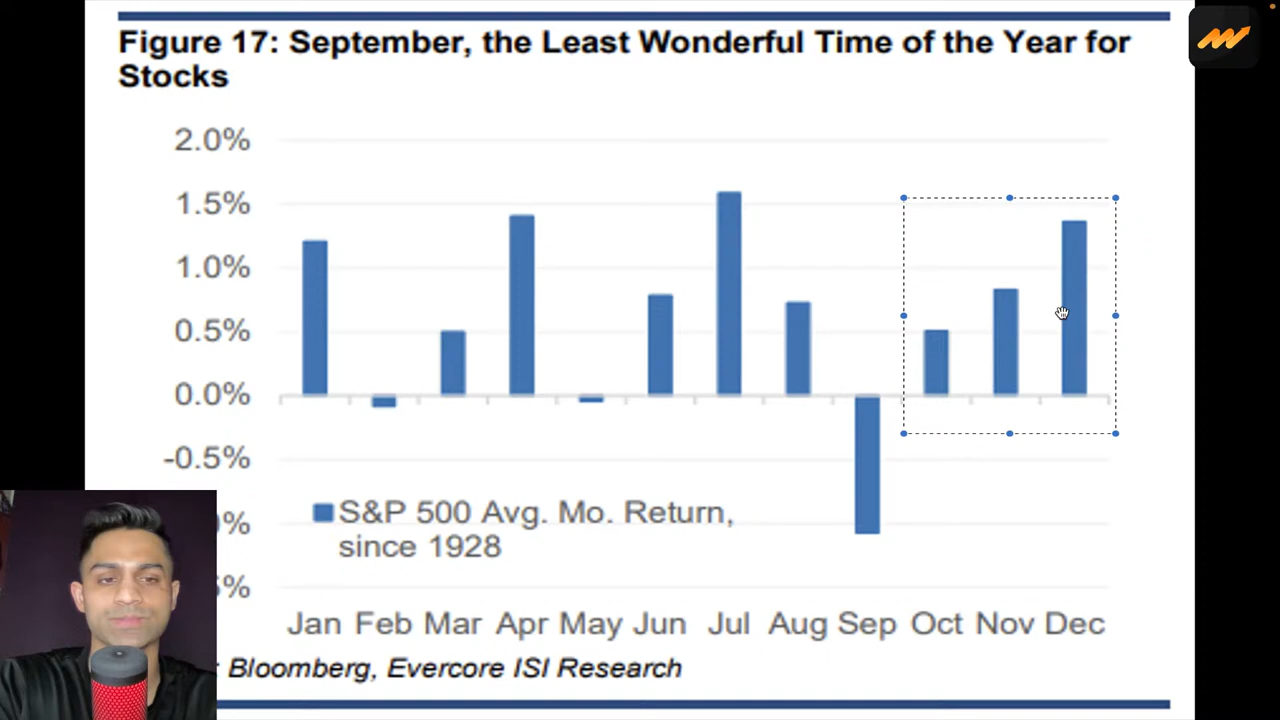 Figure 17: September, the Least Wonderful Time of the Year for
Stocks
2.0%
1.5%
1.0%
0.5%
0.0%
-0.5%
0%
5%
S&P 500 Avg. Mo. Return,
since 1928
Jan Feb Mar Apr May Jun Jul Aug Sep Oct Nov Dec
: Bloomberg, Evercore ISI Research